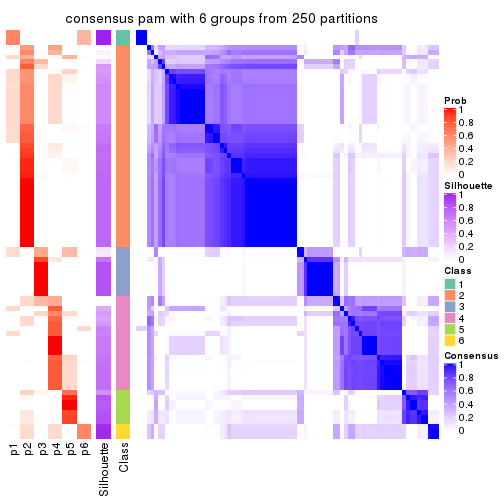 consensus pam with 6 groups from 250 partitions
Prob
1
0.8
0.6
0.4
0.2
0
Silhouette
1
0.8
0.6
0.4
0.2
0
Class
1
2
3
4
5
6
Consensus
1
0.8
0.6
0.4
0.2
0
p1
p2
p3
p4
p5
p6
Silhouette
Class